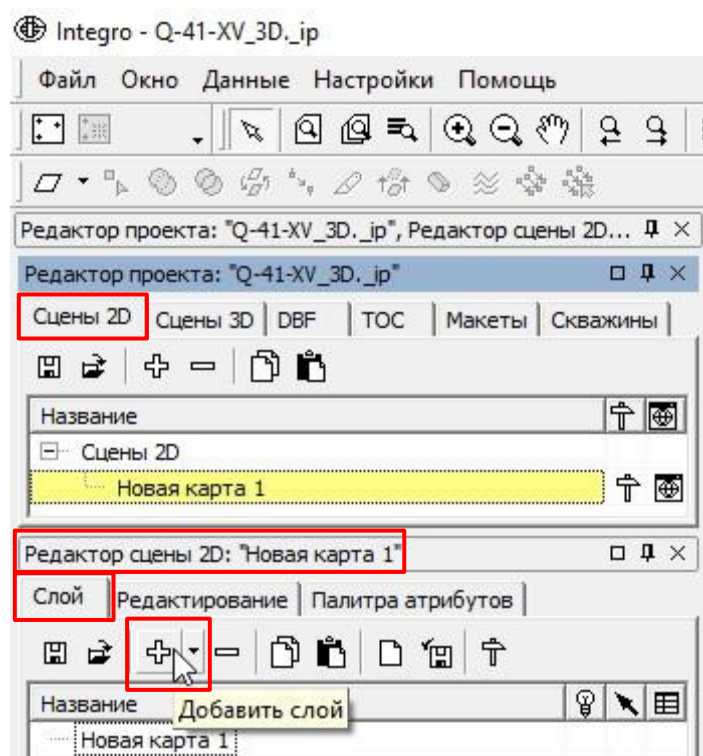 Integro - Q-41-XV_3D._ip
Файл Окно Данные Настройки Помощь
Редактор проекта: "Q-41-XV_3D._ip", Редактор сцены 2D...
Редактор проекта: "Q-41-XV_3D._ip"
Сцены 2D Сцены 3D DBF TOC Макеты Скважины
Название
Сцены 2D
Новая карта 1
Редактор сцены 2D: "Новая карта 1"
Слой Редактирование Палитра атрибутов
Название
Добавить слой
Новая карта 1